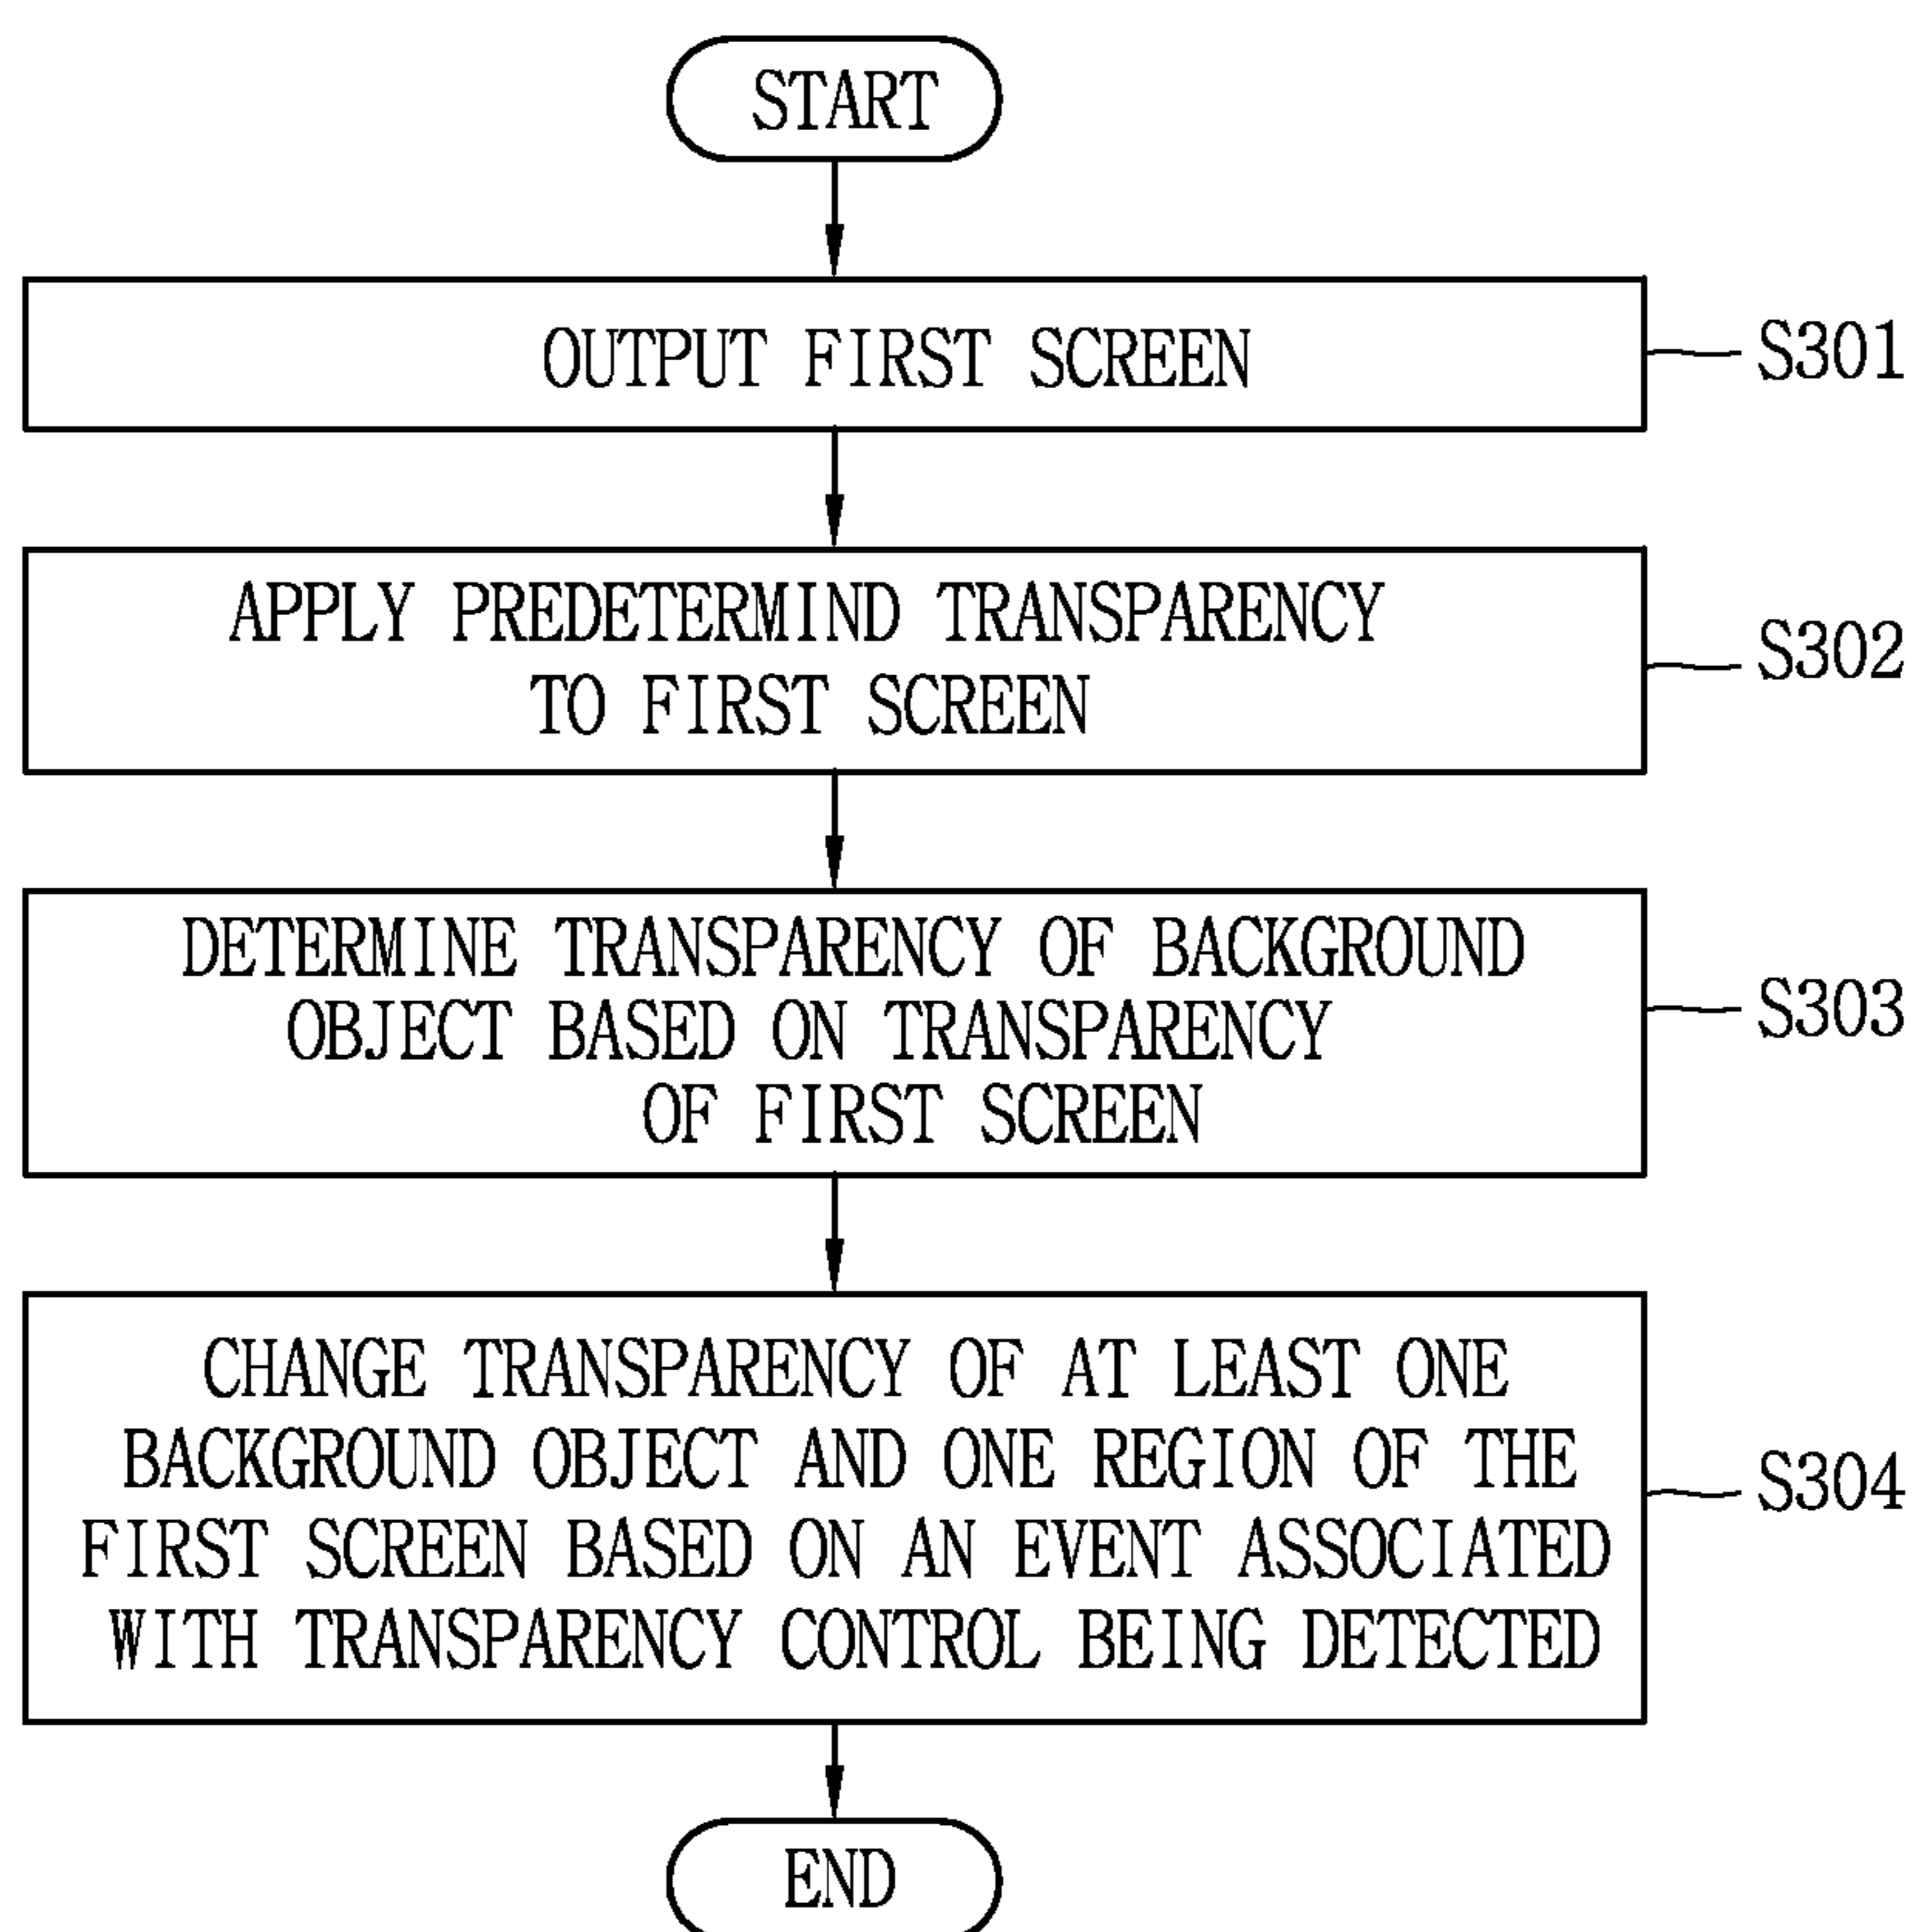 START
OUTPUT FIRST SCREEN
S301
APPLY PREDETERMIND TRANSPARENCY
TO FIRST SCREEN
S302
DETERMINE TRANSPARENCY OF BACKGROUND
OBJECT BASED ON TRANSPARENCY
OF FIRST SCREEN
S303
CHANGE TRANSPARENCY OF AT LEAST ONE
BACKGROUND OBJECT AND ONE REGION OF THE
FIRST SCREEN BASED ON AN EVENT ASSOCIATED
WITH TRANSPARENCY CONTROL BEING DETECTED
S304
END